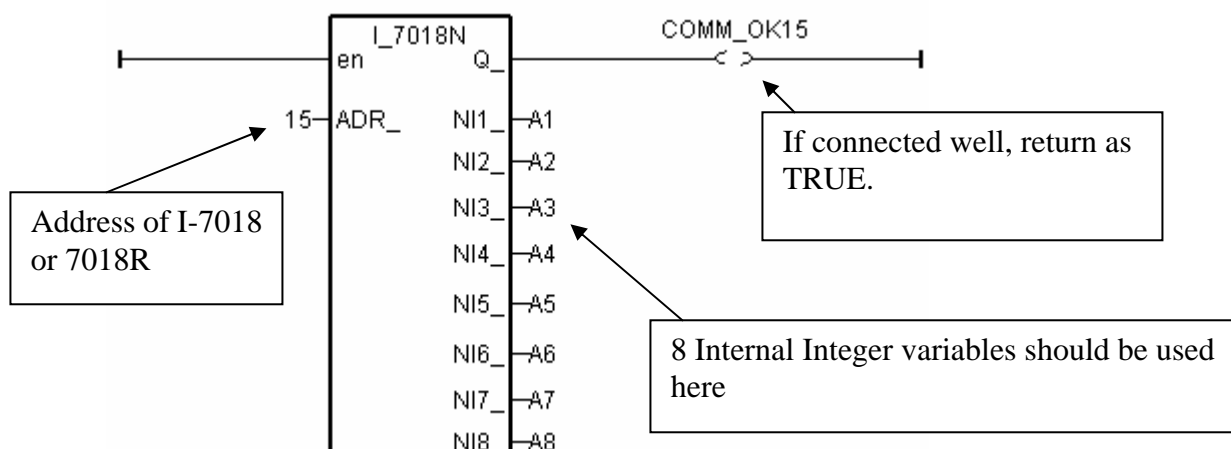 I_7018N
COMM_OK15
en Q_
15 ADR_ NI1_ A1
If connected well, return as
TRUE.
NI2_ A2
Address of I-7018
or 7018R
NI3_ A3
NI4_ A4
NI5_ A5
8 Internal Integer variables should be used
here
NI6_ A6
NI7_ A7
NI8_ A8